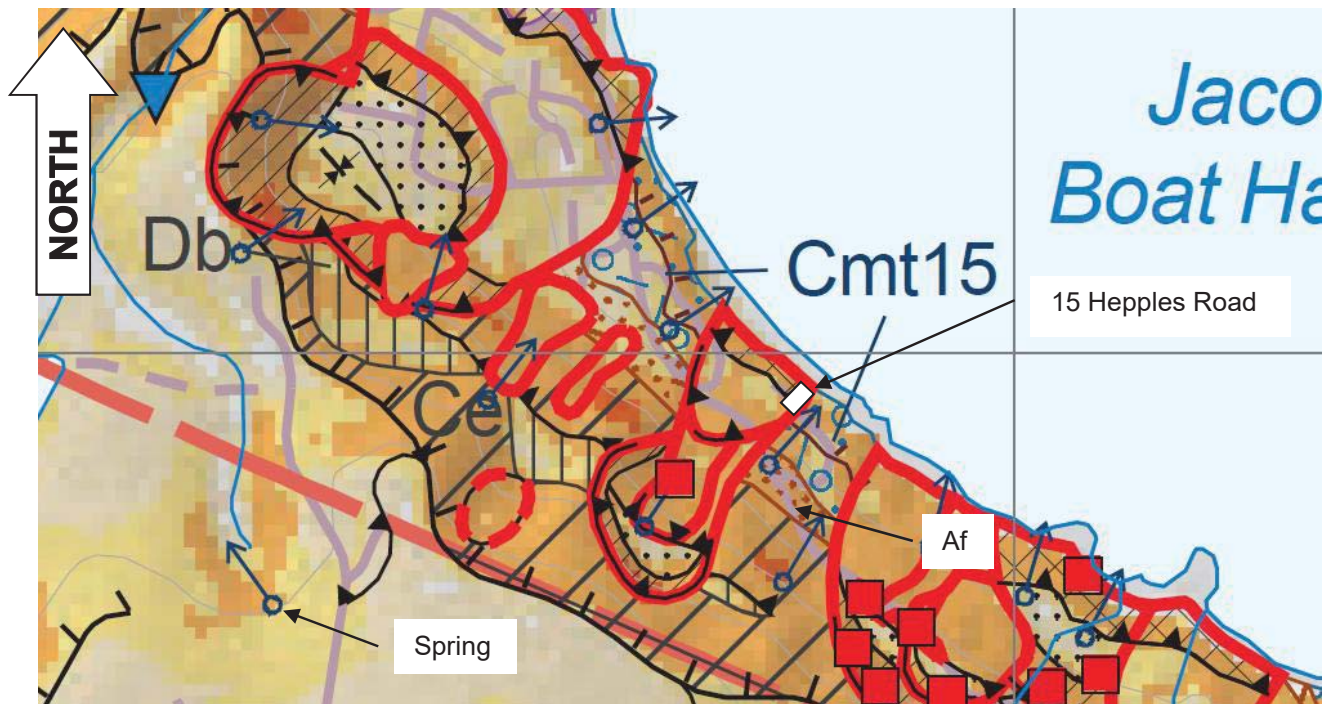 NORTH
Jaco
Boat Ha
Db
Cmt15
15 Hepples Road
Ce
Af
Spring